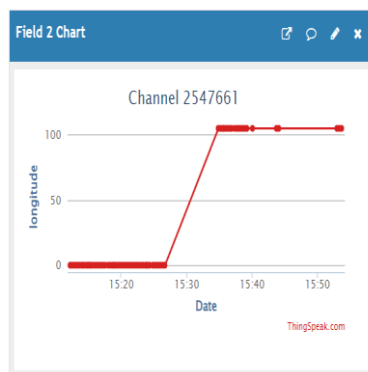 Field 2 Chart
Channel 2547661
longitude
100
50
0
15:20 15:30 15:40 15:50
Date
ThingSpeak.com